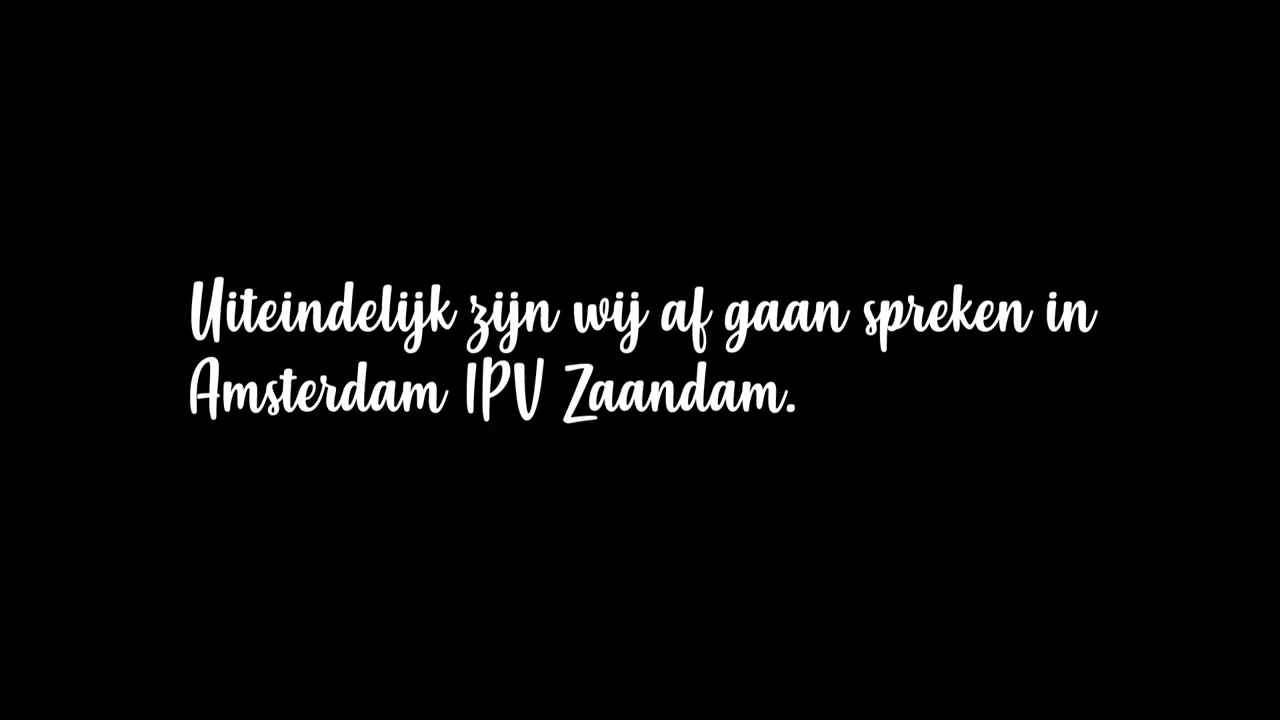 Uiteindelijk zijn wij af gaan spreken in
Amsterdam IPV Zaandam.